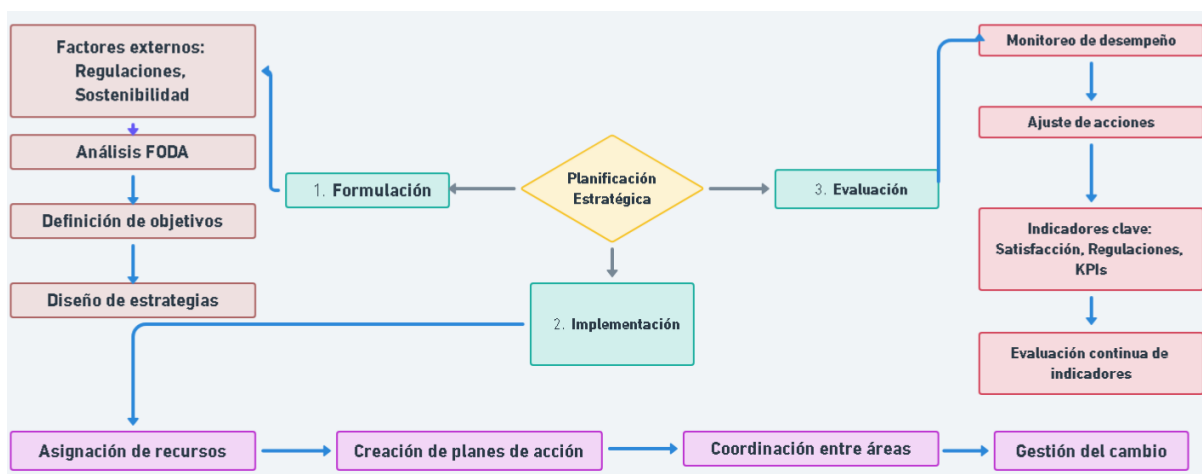 Factores externos:
Regulaciones,
Sostenibilidad
Análisis FODA
Definición de objetivos
Diseño de estrategias
1. Formulación
Planificación
Estratégica
2. Implementación
3. Evaluación
Monitoreo de desempeño
Ajuste de acciones
Indicadores clave:
Satisfacción, Regulaciones,
KPIs
Evaluación continua de
indicadores
Asignación de recursos
Creación de planes de acción
Coordinación entre áreas
Gestión del cambio